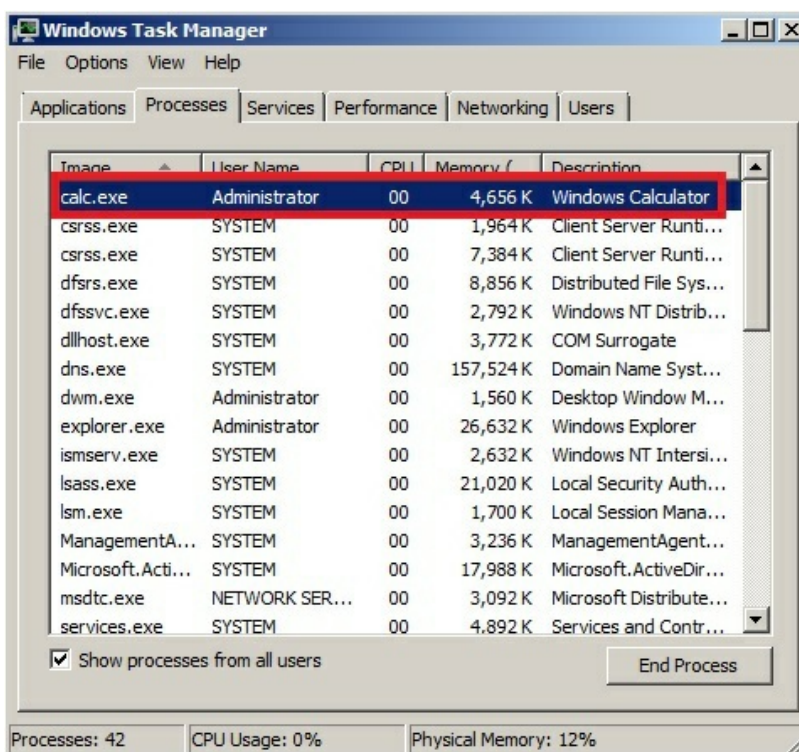 Windows Task Manager
File Options View Help
Applications Processes Services Performance Networking Users
Image User Name CPU Memory ( Description
calc.exe Administrator 00 4,656 K Windows Calculator
csrss.exe SYSTEM 00 1,964 K Client Server Runti...
csrss.exe SYSTEM 00 7,384 K Client Server Runti...
dfsrs.exe SYSTEM 00 8,856 K Distributed File Sys...
dfssvc.exe SYSTEM 00 2,792 K Windows NT Distrib...
dllhost.exe SYSTEM 00 3,772 K COM Surrogate
dns.exe SYSTEM 00 157,524 K Domain Name Syst...
dwm.exe Administrator 00 1,560 K Desktop Window M...
explorer.exe Administrator 00 26,632 K Windows Explorer
ismserv.exe SYSTEM 00 2,632 K Windows NT Intersi...
lsass.exe SYSTEM 00 21,020 K Local Security Auth...
lsm.exe SYSTEM 00 1,700 K Local Session Mana...
ManagementA... SYSTEM 00 3,236 K ManagementAgent...
Microsoft.Acti... SYSTEM 00 17,988 K Microsoft.ActiveDir...
msdtc.exe NETWORK SER... 00 3,092 K Microsoft Distribute...
services.exe SYSTEM 00 4,892 K Services and Contr...
Show processes from all users
End Process
Processes: 42 CPU Usage: 0% Physical Memory: 12%